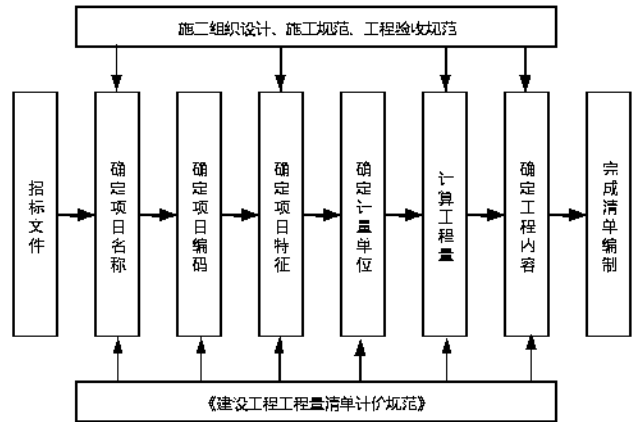 施工组织设计、施工规范、工程验收规范
招标文件
确定项目名称
确定项目编码
确定项目特征
确定计量单位
计算工程量
确定工程内容
完成清单编制
《建设工程工程量清单计价规范》